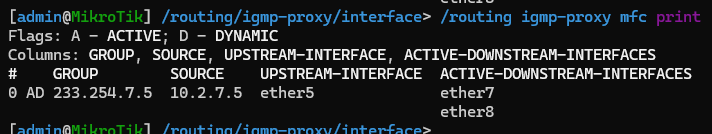 ether8
[admin@MikroTik] /routing/igmp-proxy/interface> /routing igmp-proxy mfc print
Flags: A - ACTIVE; D - DYNAMIC
Columns: GROUP, SOURCE, UPSTREAM-INTERFACE, ACTIVE-DOWNSTREAM-INTERFACES
#    GROUP        SOURCE    UPSTREAM-INTERFACE  ACTIVE-DOWNSTREAM-INTERFACES
0 AD 233.254.7.5  10.2.7.5  ether5              ether7
                                                ether8
[admin@MikroTik] /routing/igmp-proxy/interface>